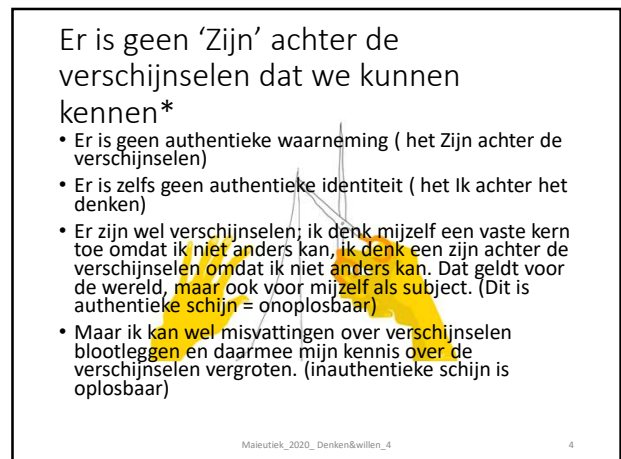 Er is geen ‘Zijn’ achter de
verschijnselen dat we kunnen
kennen*
• Er is geen authentieke waarneming ( het Zijn achter de
verschijnselen)
• Er is zelfs geen authentieke identiteit ( het Ik achter het
denken)
• Er zijn wel verschijnselen; ik denk mijzelf een vaste kern
toe omdat ik niet anders kan, ik denk een zijn achter de
verschijnselen omdat ik niet anders kan. Dat geldt voor
de wereld, maar ook voor mijzelf als subject. (Dit is
authentieke schijn = onoplosbaar)
• Maar ik kan wel misvattingen over verschijnselen
blootleggen en daarmee mijn kennis over de
verschijnselen vergroten. (inauthentieke schijn is
oplosbaar)
Maieutiek_2020_ Denken&willen_4
4